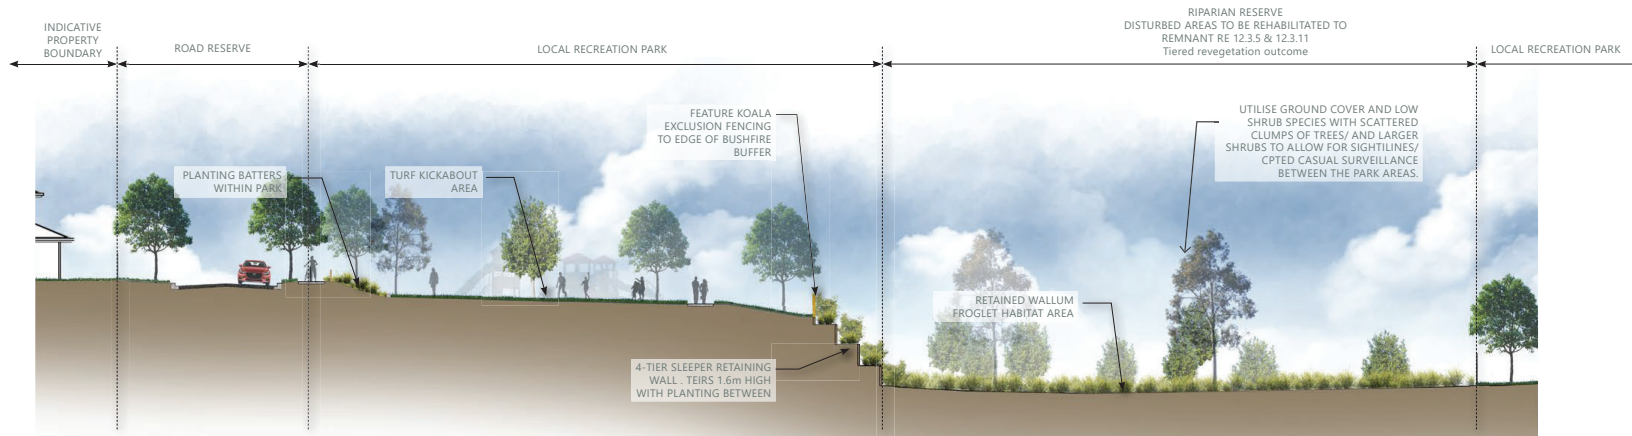 INDICATIVE
PROPERTY
BOUNDARY
ROAD RESERVE
LOCAL RECREATION PARK
RIPARIAN RESERVE
DISTURBED AREAS TO BE REHABILITATED TO
REMNANT RE 12.3.5 & 12.3.11
Tiered revegetation outcome
LOCAL RECREATION PARK
PLANTING BATTERS
WITHIN PARK
TURF KICKABOUT
AREA
FEATURE KOALA
EXCLUSION FENCING
TO EDGE OF BUSHFIRE
BUFFER
UTILISE GROUND COVER AND LOW
SHRUB SPECIES WITH SCATTERED
CLUMPS OF TREES/ AND LARGER
SHRUBS TO ALLOW FOR SIGHTILINES/
CPTED CASUAL SURVEILLANCE
BETWEEN THE PARK AREAS.
RETAINED WALLUM
FROGLET HABITAT AREA
4-TIER SLEEPER RETAINING
WALL . TEIRS 1.6m HIGH
WITH PLANTING BETWEEN